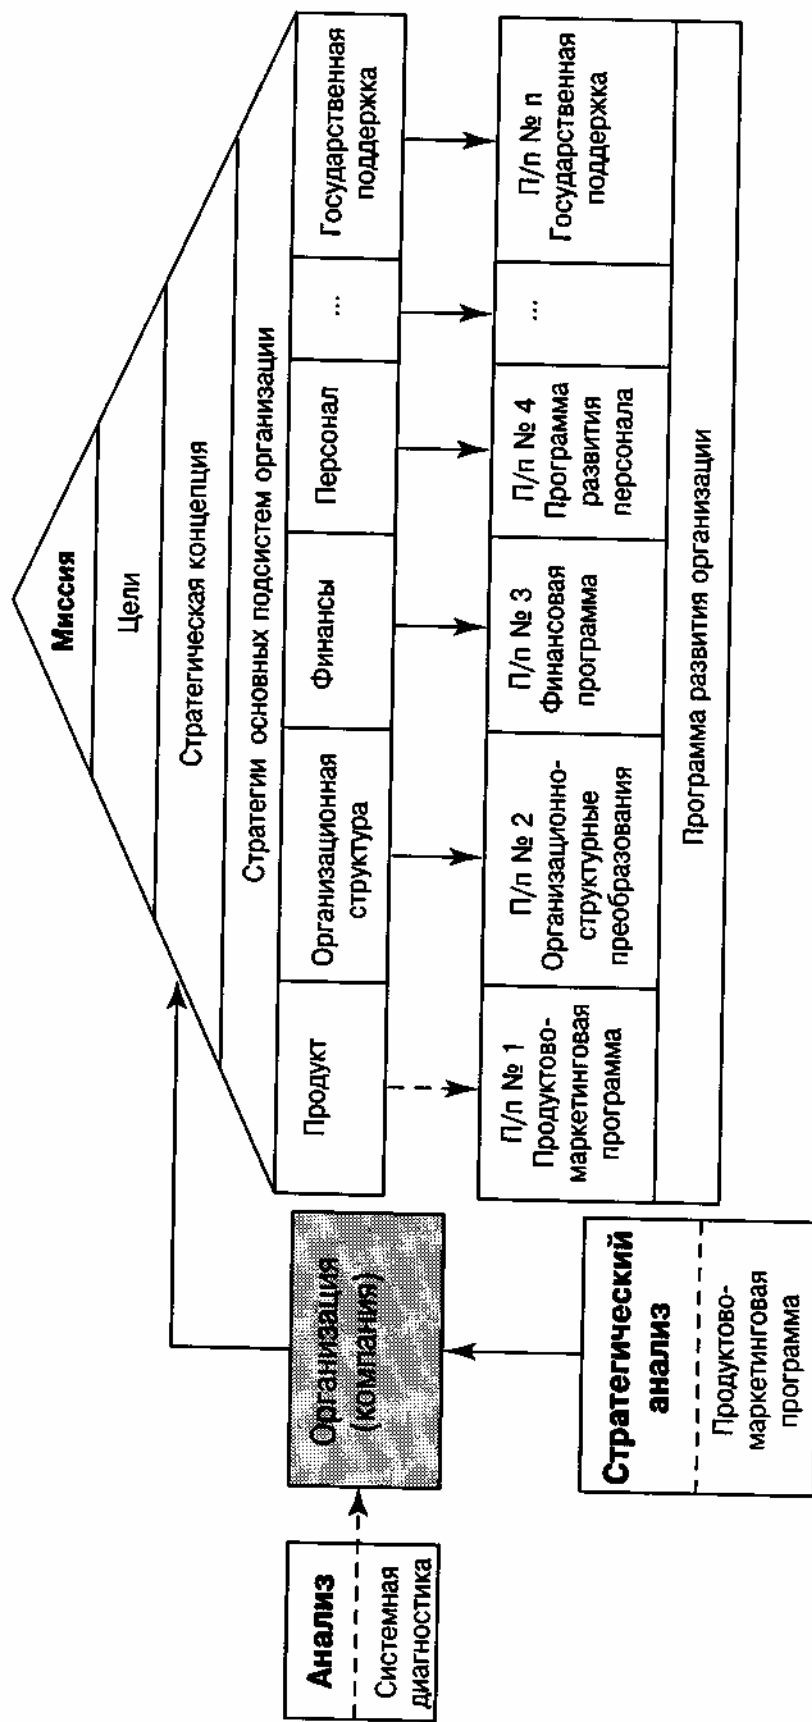 Миссия
Цели
Стратегическая концепция
Стратегии основных подсистем организации
Продукт
Организационная
структура
Финансы
Персонал
...
Государственная
поддержка
П/п № 1
Продуктово-
маркетинговая
программа
П/п № 2
Организационно-
структурные
преобразования
П/п № 3
Финансовая
программа
П/п № 4
Программа
развития
персонала
...
П/п № n
Государственная
поддержка
Программа развития организации
Анализ
Системная
диагностика
Организация
(компания)
Стратегический
анализ
Продуктово-
маркетинговая
программа